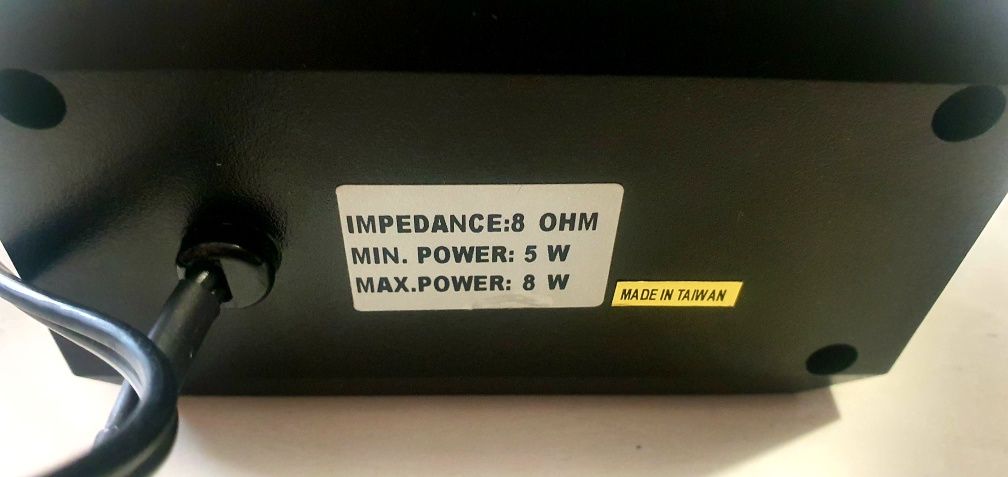 IMPEDANCE:8 OHM
MIN. POWER: 5 W
MAX.POWER: 8 W
MADE IN TAIWAN